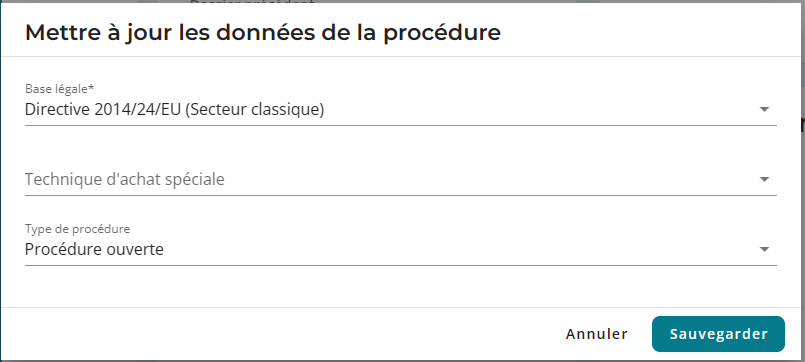 Mettre à jour les données de la procédure
Base légale*
Directive 2014/24/EU (Secteur classique)
Technique d'achat spéciale
Type de procédure
Procédure ouverte
Annuler
Sauvegarder